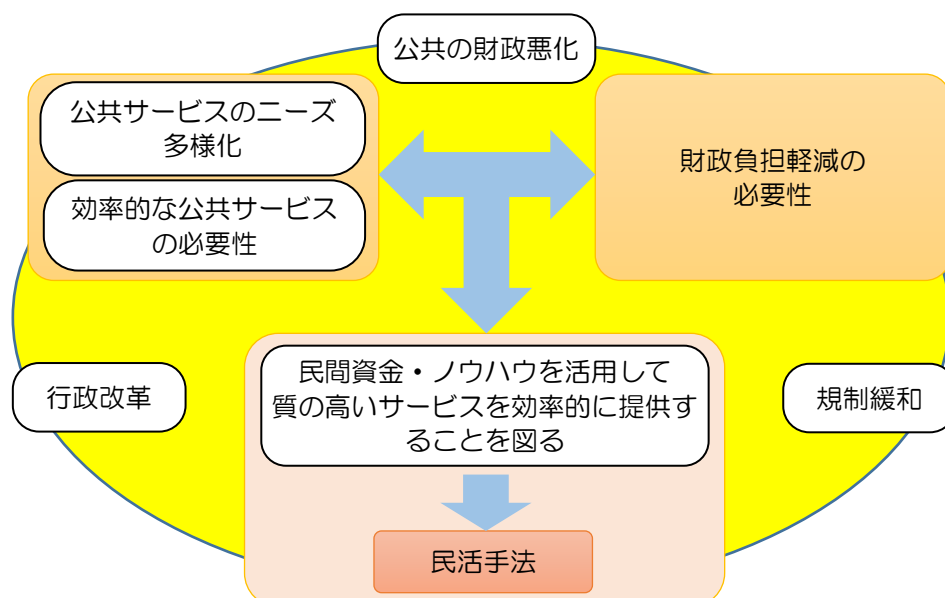 公共の財政悪化
公共サービスのニーズ
多様化
効率的な公共サービス
の必要性
財政負担軽減の
必要性
行政改革
民間資金・ノウハウを活用して
質の高いサービスを効率的に提供す
ることを図る
規制緩和
民活手法